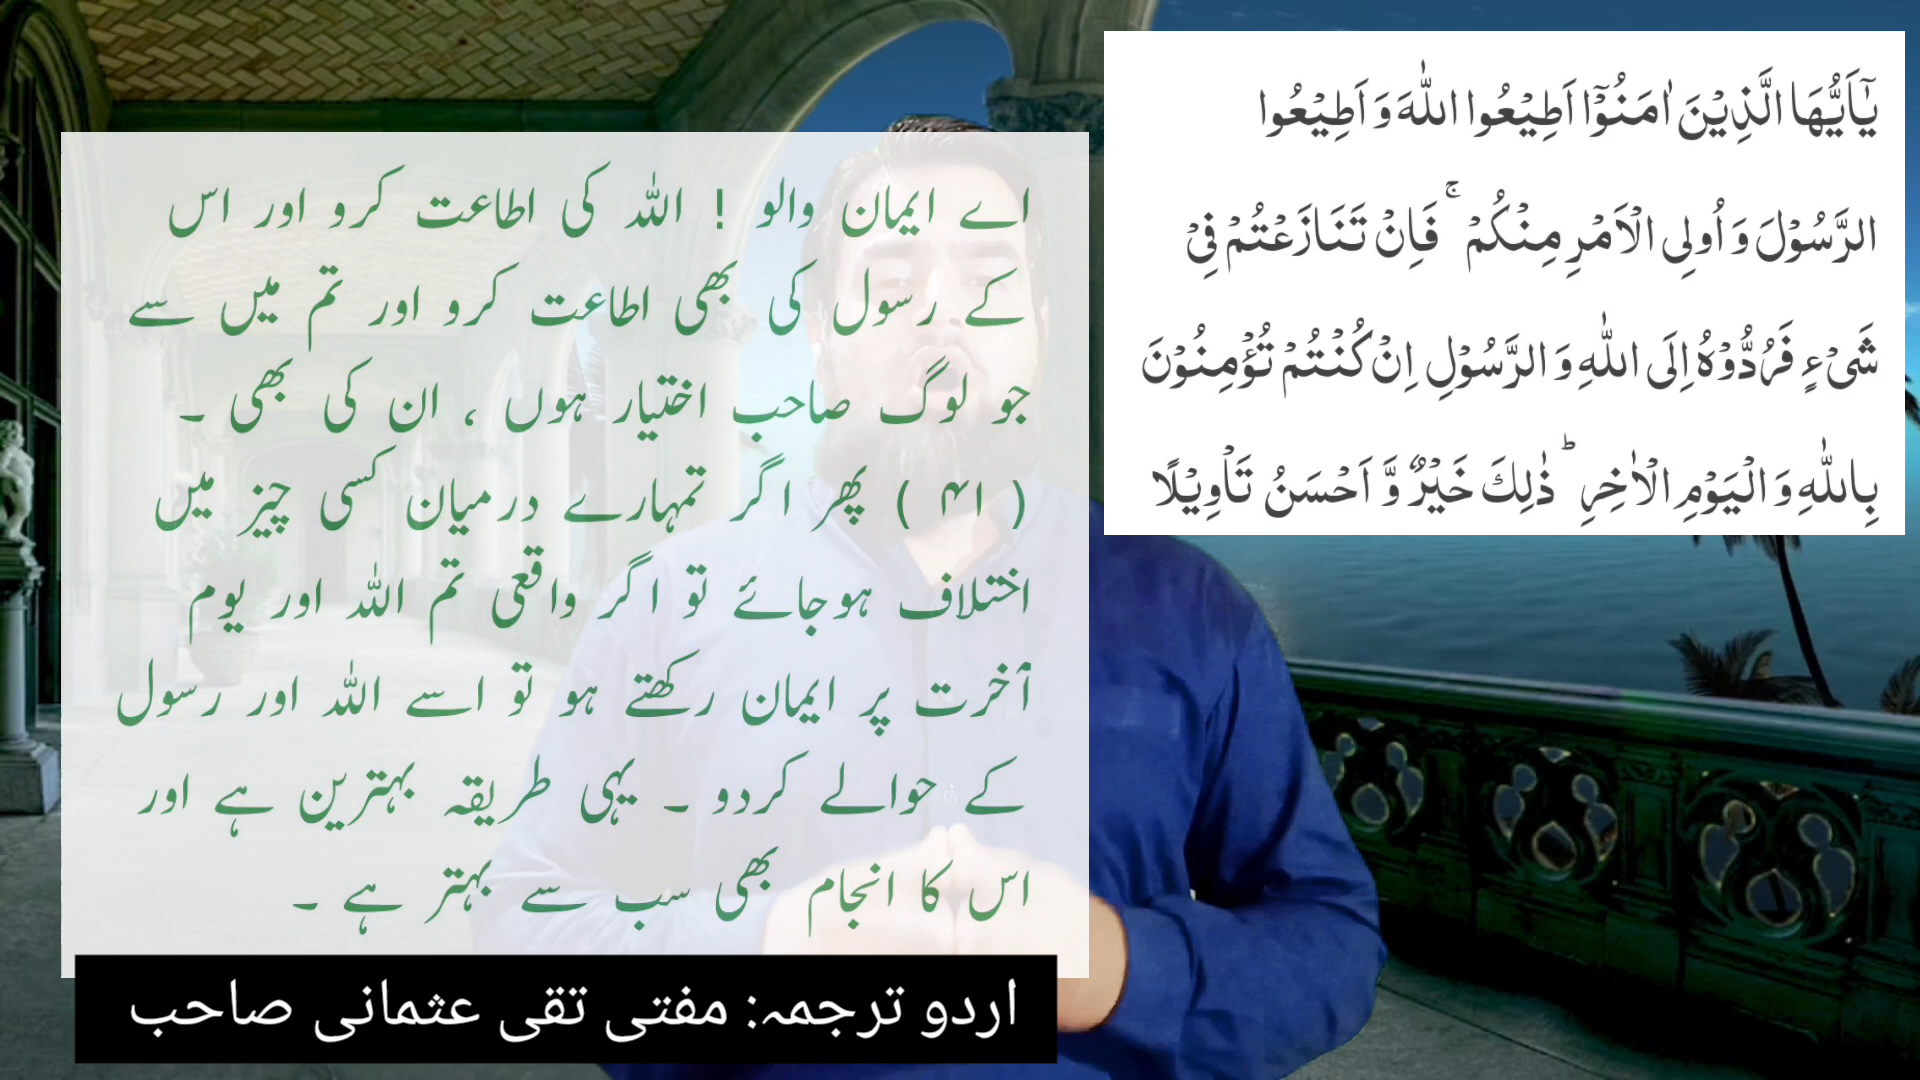 یٰۤاَیُّهَا الَّذِیْنَ اٰمَنُوْۤا اَطِیْعُوا اللّٰهَ وَ اَطِیْعُوا
الرَّسُوْلَ وَ اُولِی الْاَمْرِ مِنْكُمْ ۚ فَاِنْ تَنَازَعْتُمْ فِیْ
شَیْءٍ فَرُدُّوْهُ اِلَى اللّٰهِ وَ الرَّسُوْلِ اِنْ كُنْتُمْ تُؤْمِنُوْنَ
بِاللّٰهِ وَ الْیَوْمِ الْاٰخِرِ ؕ ذٰلِكَ خَیْرٌ وَّ اَحْسَنُ تَاْوِیْلًا
اے ایمان والو ! اللہ کی اطاعت کرو اور اس
کے رسول کی بھی اطاعت کرو اور تم میں سے
جو لوگ صاحب اختیار ہوں ، ان کی بھی ۔
( ۴۱ ) پھر اگر تمہارے درمیان کسی چیز میں
اختلاف ہوجائے تو اگر واقعی تم اللہ اور یوم
آخرت پر ایمان رکھتے ہو تو اسے اللہ اور رسول
کے حوالے کردو ۔ یہی طریقہ بہترین ہے اور
اس کا انجام بھی سب سے بہتر ہے ۔
اردو ترجمہ: مفتی تقی عثمانی صاحب